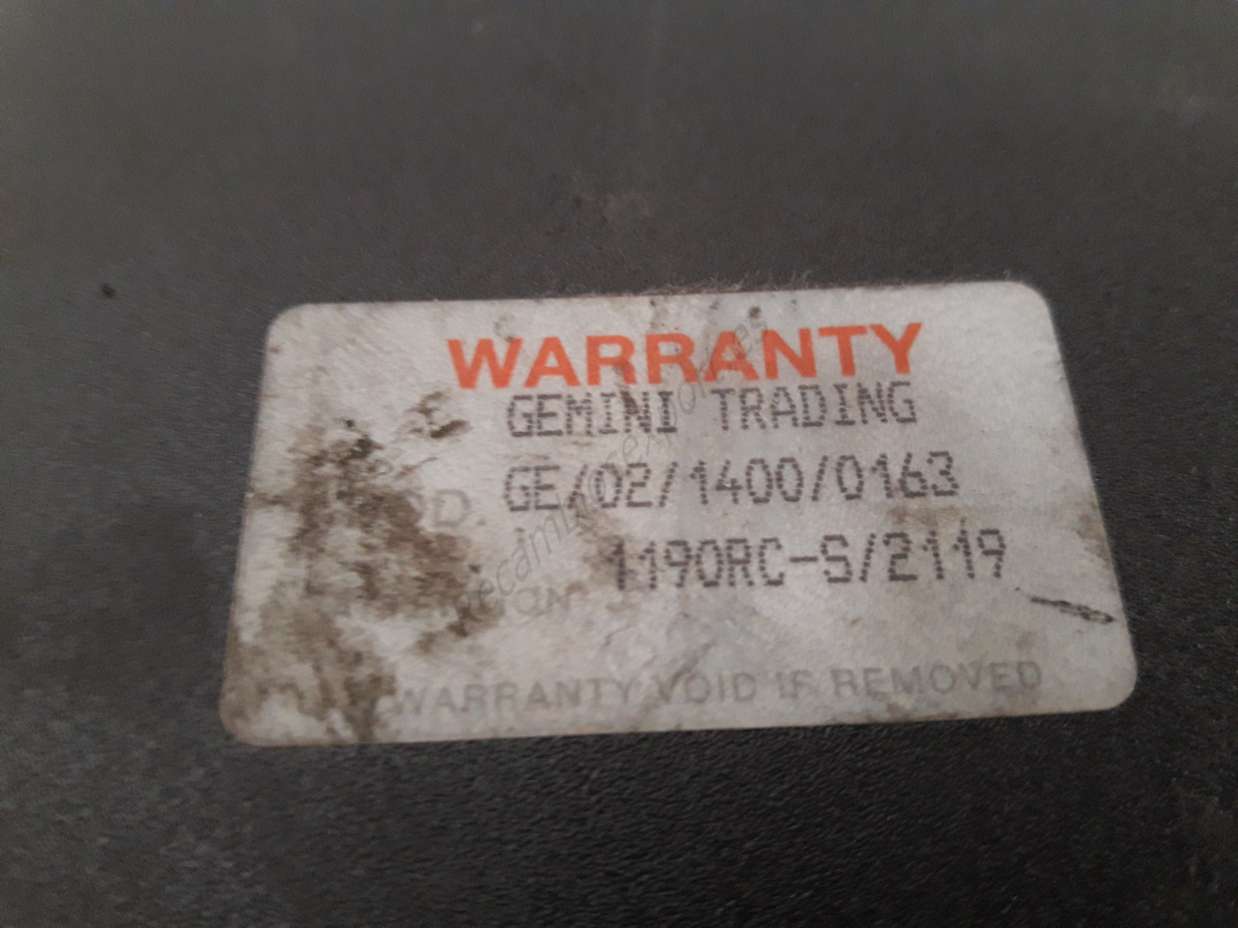 WARRANTY
GEMINI TRADING
GE/02/1400/0163
1190RC-S/2119
WARRANTY VOID IF REMOVED